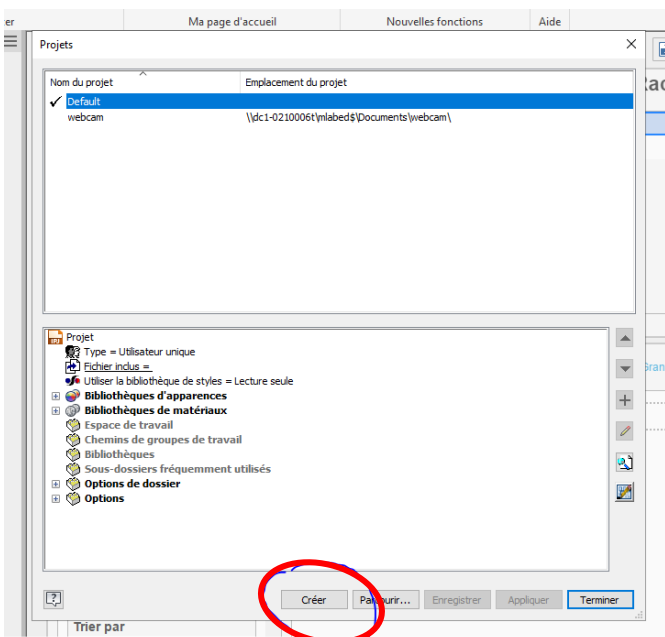 er Ma page d'accueil Nouvelles fonctions Aide
Projets
Rac
Nom du projet Emplacement du projet
Default
webcam \\dc1-0210006t\mlabed$\Documents\webcam\
Projet
Type = Utilisateur unique
Fichier inclus =
Utiliser la bibliothèque de styles = Lecture seule
Bibliothèques d'apparences
Bibliothèques de matériaux
Espace de travail
Chemins de groupes de travail
Bibliothèques
Sous-dossiers fréquemment utilisés
Options de dossier
Options
Gran
Créer Parcourir... Enregistrer Appliquer Terminer
Trier par